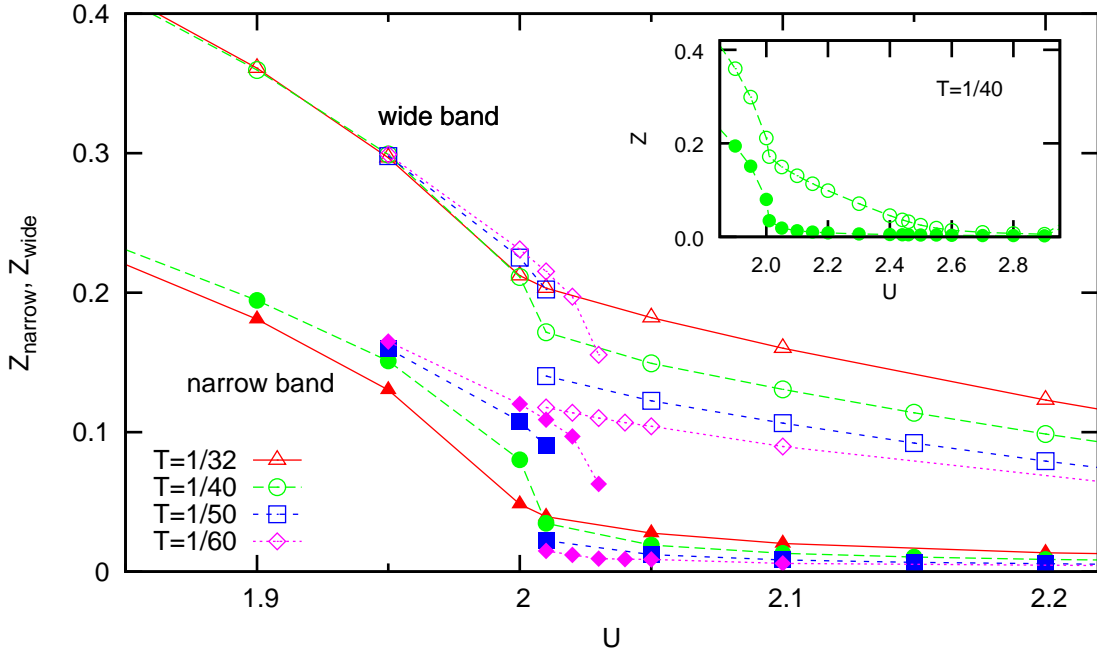 0.4
0.3
0.2
0.1
0
1.9
2
2.1
2.2
U
Z_narrow, Z_wide
wide band
narrow band
T=1/32
T=1/40
T=1/50
T=1/60
0.4
0.2
0.0
Z
T=1/40
2.0
2.2
2.4
2.6
2.8
U